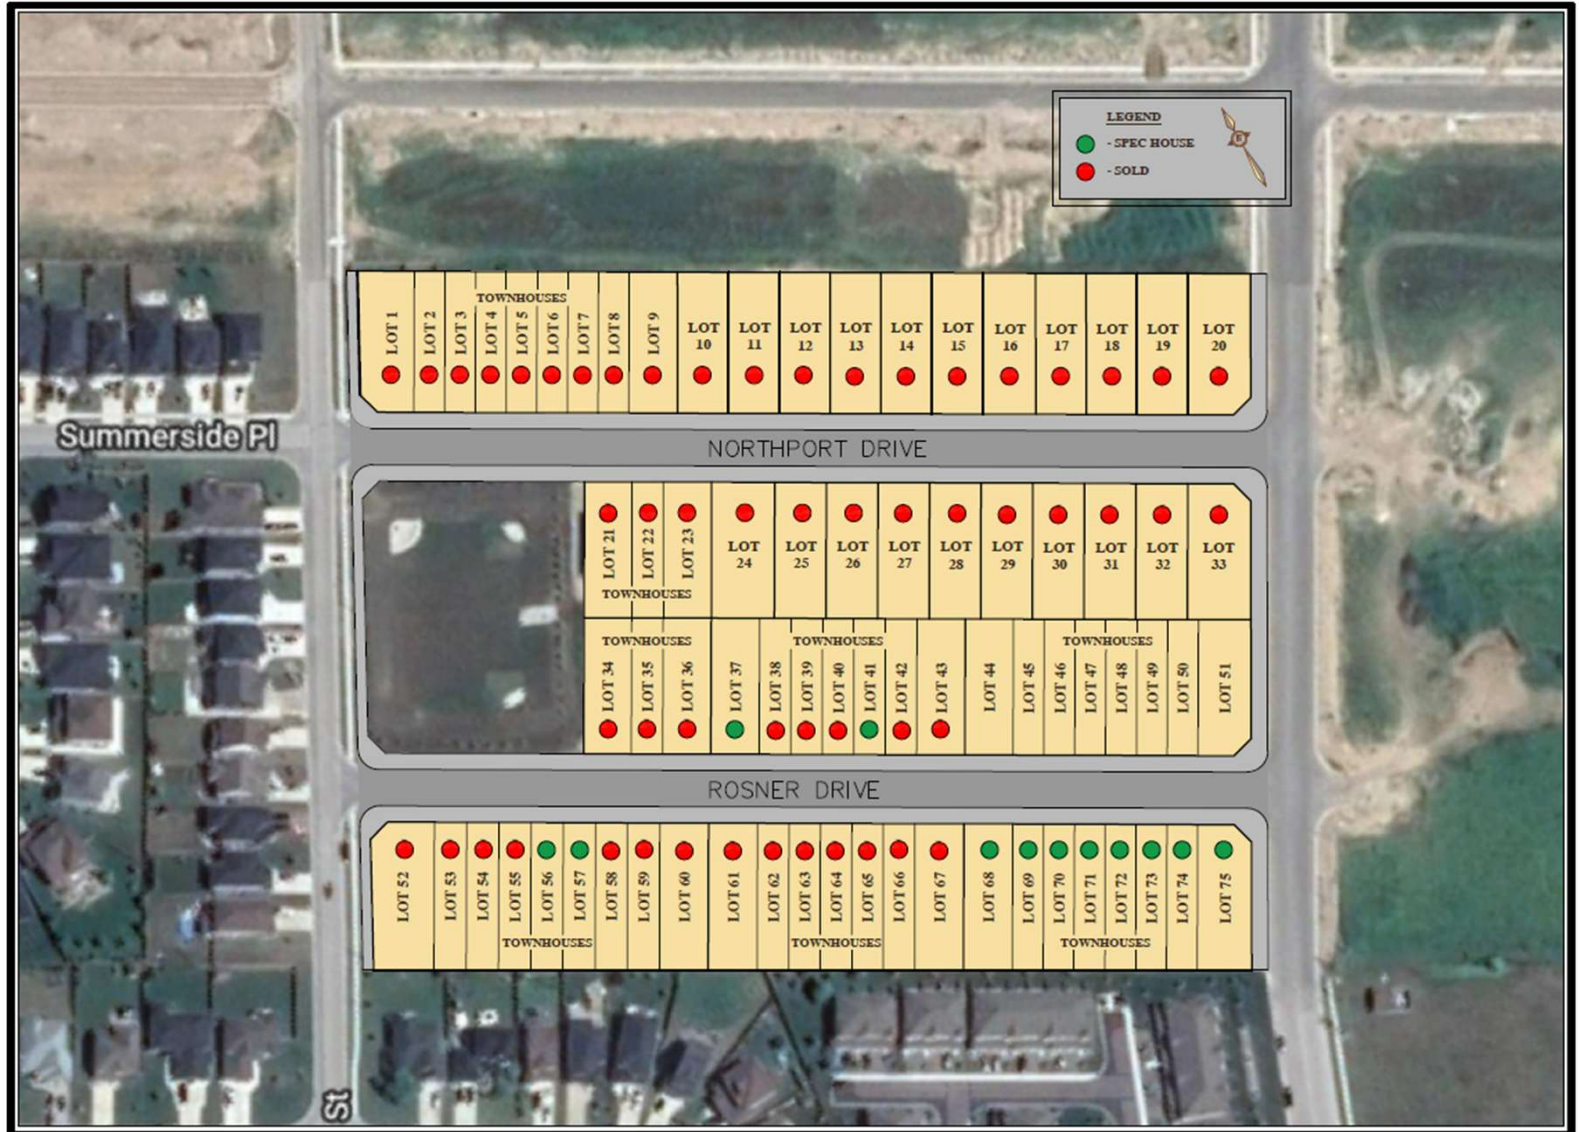 LEGEND
- SPEC HOUSE
- SOLD
TOWNHOUSES
LOT 1
LOT 2
LOT 3
LOT 4
LOT 5
LOT 6
LOT 7
LOT 8
LOT 9
LOT
10
LOT
11
LOT
12
LOT
13
LOT
14
LOT
15
LOT
16
LOT
17
LOT
18
LOT
19
LOT
20
Summerside Pl
NORTHPORT DRIVE
LOT 21
LOT 22
LOT 23
LOT
24
LOT
25
LOT
26
LOT
27
LOT
28
LOT
29
LOT
30
LOT
31
LOT
32
LOT
33
TOWNHOUSES
TOWNHOUSES
TOWNHOUSES
TOWNHOUSES
LOT 34
LOT 35
LOT 36
LOT 37
LOT 38
LOT 39
LOT 40
LOT 41
LOT 42
LOT 43
LOT 44
LOT 45
LOT 46
LOT 47
LOT 48
LOT 49
LOT 50
LOT 51
ROSNER DRIVE
LOT 52
LOT 53
LOT 54
LOT 55
LOT 56
LOT 57
LOT 58
LOT 59
LOT 60
LOT 61
LOT 62
LOT 63
LOT 64
LOT 65
LOT 66
LOT 67
LOT 68
LOT 69
LOT 70
LOT 71
LOT 72
LOT 73
LOT 74
LOT 75
TOWNHOUSES
TOWNHOUSES
TOWNHOUSES
St